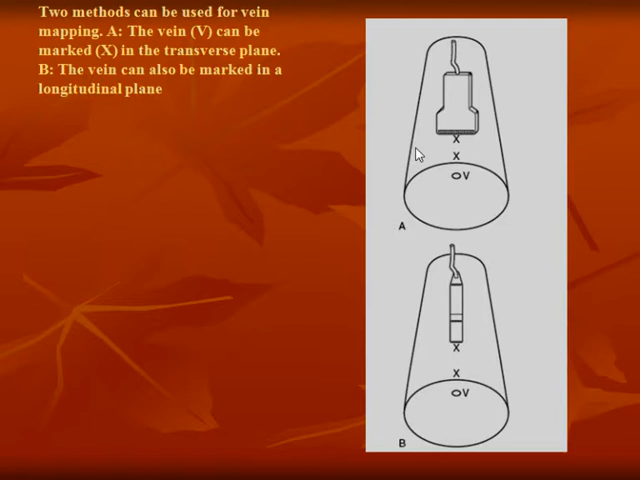 Two methods can be used for vein
mapping. A: The vein (V) can be
marked (X) in the transverse plane.
B: The vein can also be marked in a
longitudinal plane
X
X
V
A
X
X
V
B